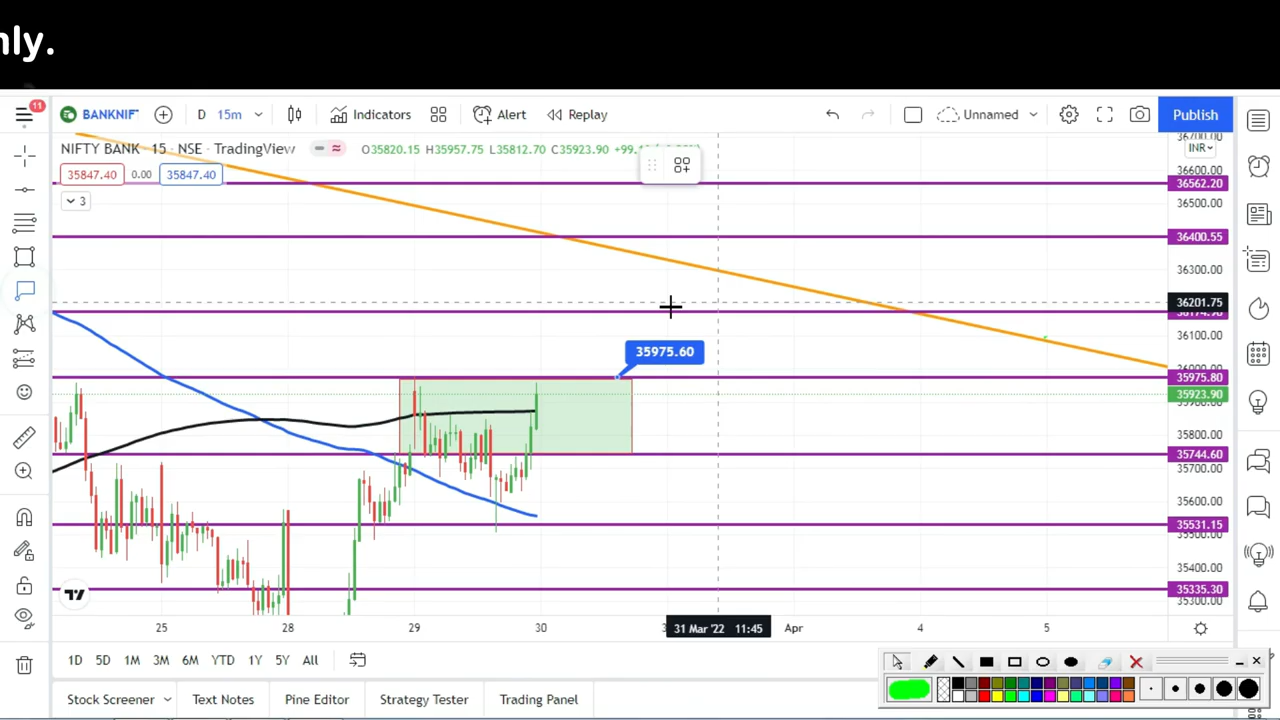 nly.
11
BANKNIF
D
15m
Indicators
Alert
Replay
Unnamed
Publish
NIFTY BANK · 15 · NSE · TradingView
O35820.15 H35957.75 L35812.70 C35923.90
INR
35847.40
0.00
35847.40
3
36600.00
36562.20
36500.00
36400.55
36300.00
36201.75
36100.00
35975.60
35975.80
35923.90
35800.00
35744.60
35700.00
35600.00
35531.15
35400.00
35335.30
25
28
29
30
31 Mar '22 11:45
Apr
4
5
1D
5D
1M
3M
6M
YTD
1Y
5Y
All
Stock Screener
Text Notes
Pine Editor
Strategy Tester
Trading Panel